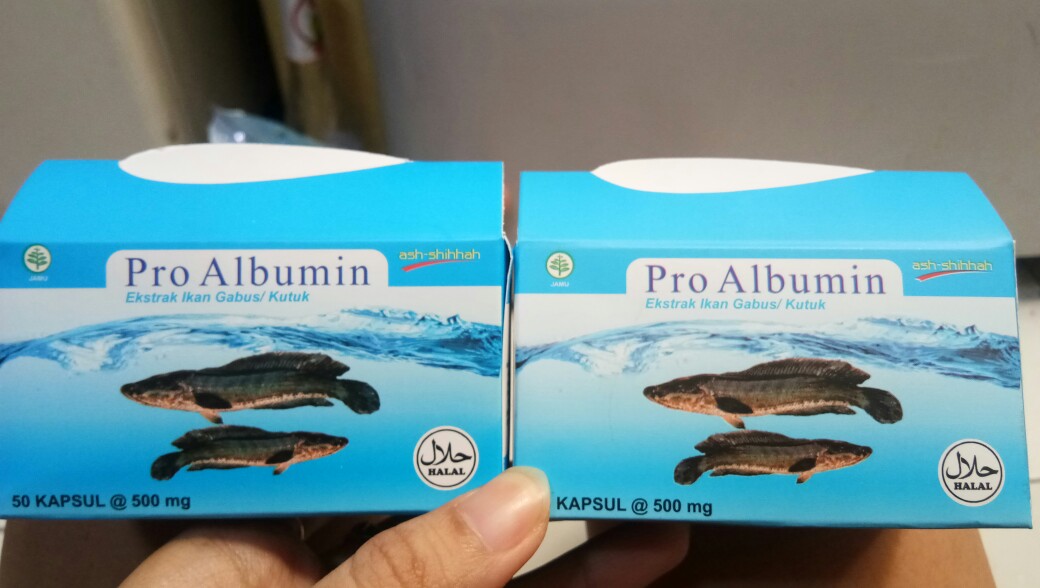 JAMU
Pro Albumin
ash-shihhah
Ekstrak Ikan Gabus/ Kutuk
حلال
HALAL
50 KAPSUL @ 500 mg
JAMU
Pro Albumin
ash-shihhah
Ekstrak Ikan Gabus/ Kutuk
حلال
HALAL
KAPSUL @ 500 mg